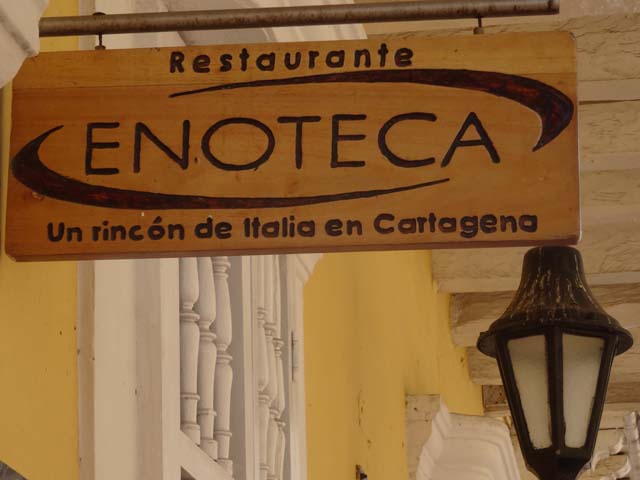 Restaurante
ENOTECA
Un rincón de Italia en Cartagena